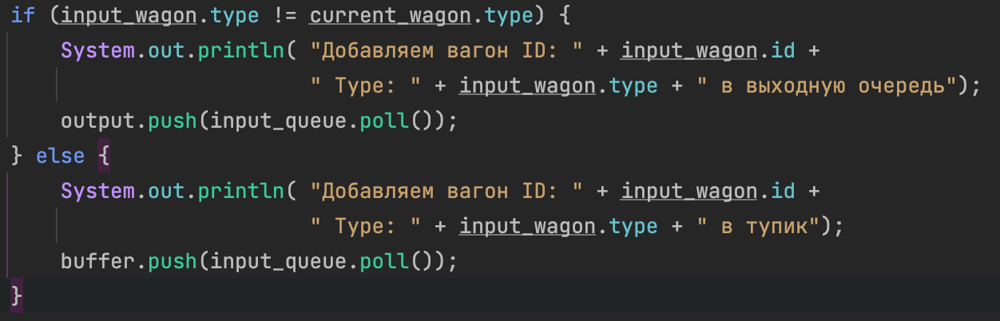 if (input_wagon.type != current_wagon.type) {
    System.out.println( "Добавляем вагон ID: " + input_wagon.id +
                        " Type: " + input_wagon.type + " в выходную очередь");
    output.push(input_queue.poll());
} else {
    System.out.println( "Добавляем вагон ID: " + input_wagon.id +
                        " Type: " + input_wagon.type + " в тупик");
    buffer.push(input_queue.poll());
}